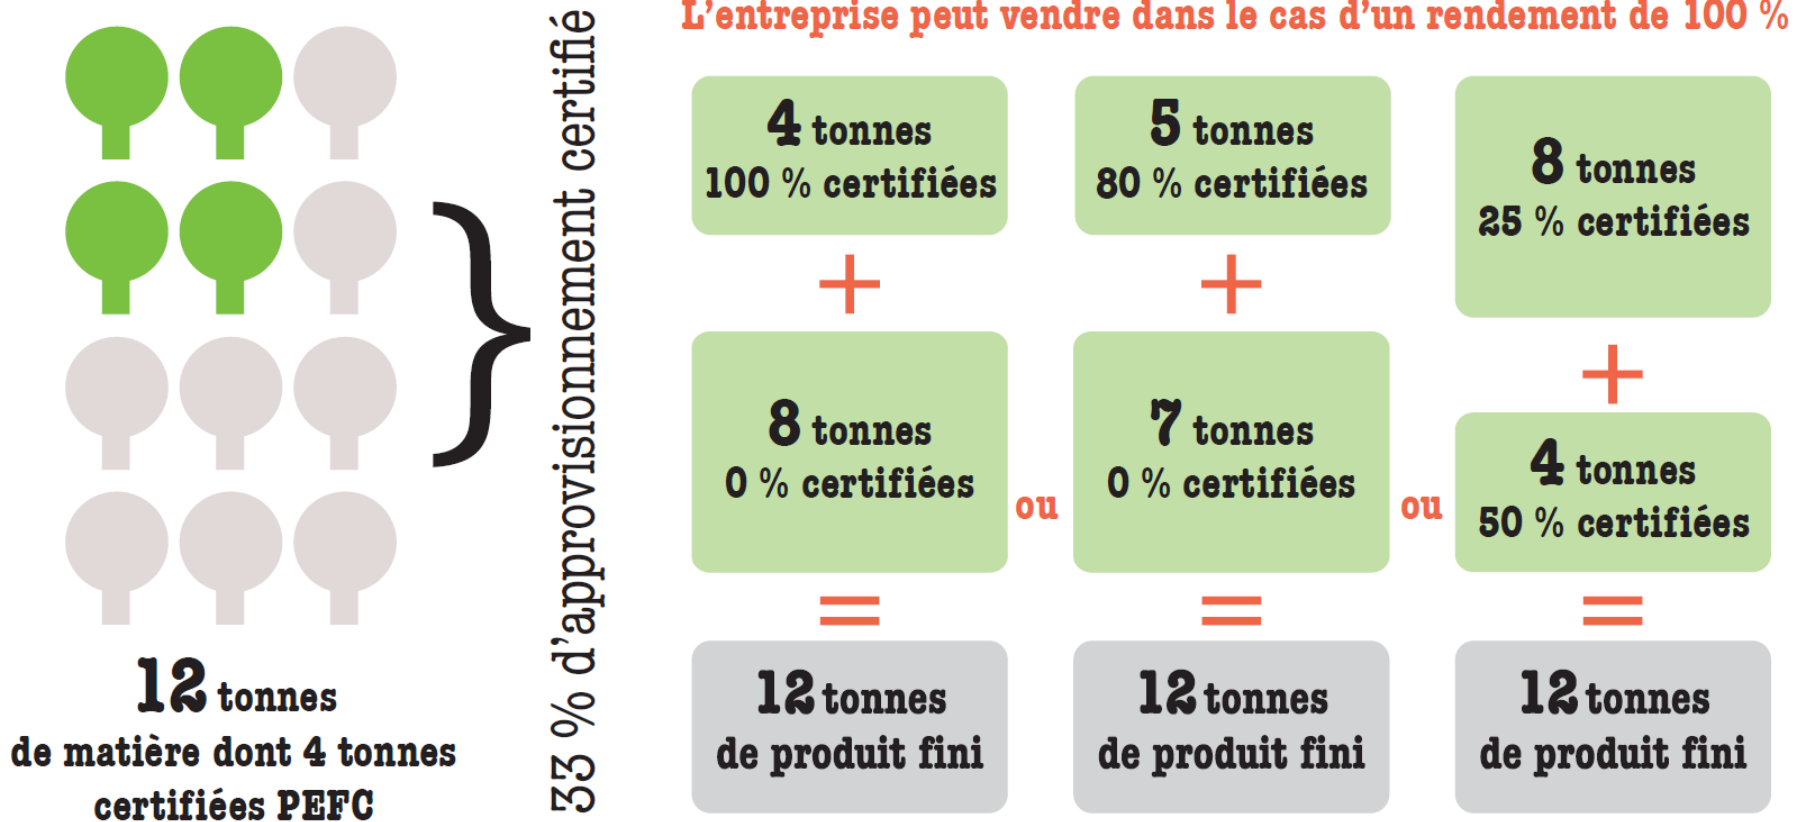 L'entreprise peut vendre dans le cas d'un rendement de 100 %
12 tonnes
de matière dont 4 tonnes
certifiées PEFC
33 % d'approvisionnement certifié
4 tonnes
100 % certifiées
+
8 tonnes
0 % certifiées
=
12 tonnes
de produit fini
ou
5 tonnes
80 % certifiées
+
7 tonnes
0 % certifiées
=
12 tonnes
de produit fini
ou
8 tonnes
25 % certifiées
+
4 tonnes
50 % certifiées
=
12 tonnes
de produit fini